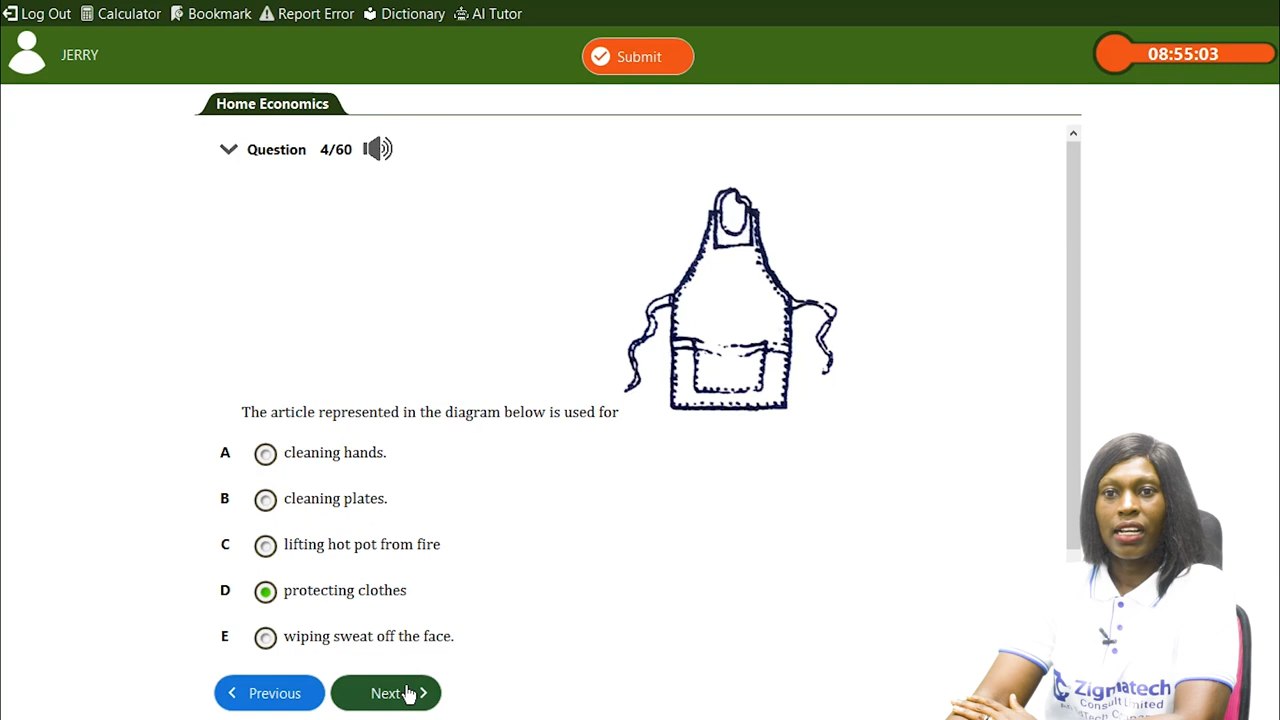 Log Out Calculator Bookmark Report Error Dictionary AI Tutor
JERRY
Submit
08:55:03
Home Economics
Question 4/60
The article represented in the diagram below is used for
A cleaning hands.
B cleaning plates.
C lifting hot pot from fire
D protecting clothes
E wiping sweat off the face.
Previous
Next
Zigmatech
Consult Limited